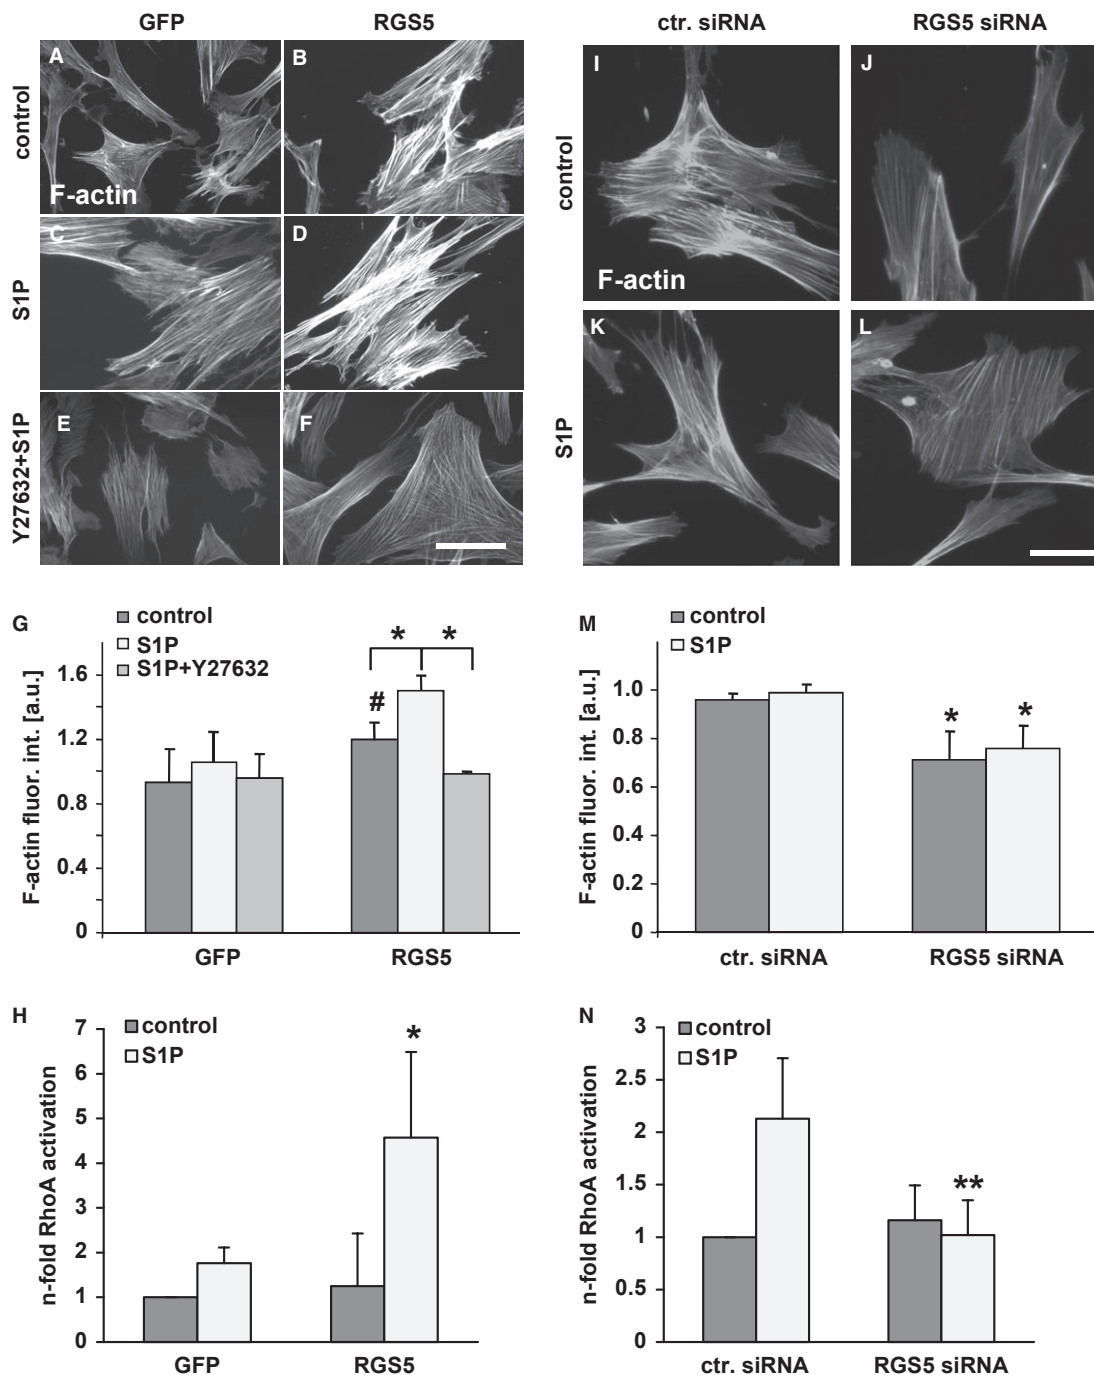 GFP
RGS5
ctr. siRNA
RGS5 siRNA
control
S1P
Y27632+S1P
A
B
F-actin
C
D
E
F
control
S1P
I
J
F-actin
K
L
G
control
S1P
S1P+Y27632
F-actin fluor. int. [a.u.]
1.6
1.2
0.8
0.4
0
#
*
*
GFP
RGS5
M
control
S1P
F-actin fluor. int. [a.u.]
1.0
0.8
0.6
0.4
0.2
0
*
*
ctr. siRNA
RGS5 siRNA
H
control
S1P
n-fold RhoA activation
7
6
5
4
3
2
1
0
*
GFP
RGS5
N
control
S1P
n-fold RhoA activation
3
2.5
2
1.5
1
0.5
0
**
ctr. siRNA
RGS5 siRNA